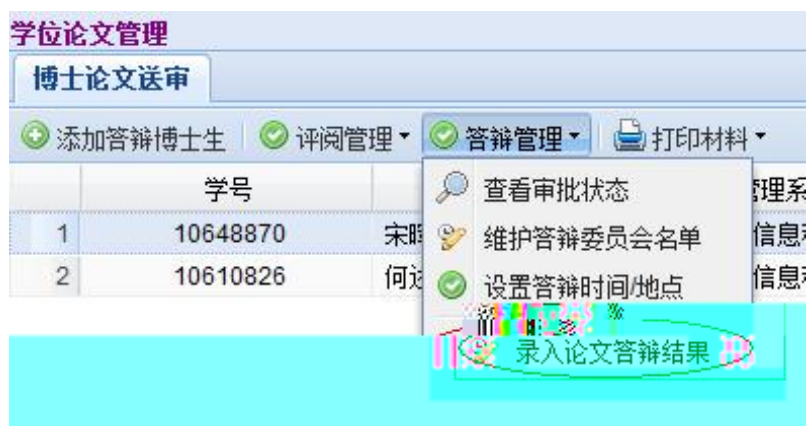 学位论文管理
博士论文送审
添加答辩博士生 评阅管理 答辩管理 打印材料
学号
查看审批状态
管理系
1 10648870 宋
维护答辩委员会名单
信息
2 10610826 何
设置答辩时间/地点
信息
录入论文答辩结果